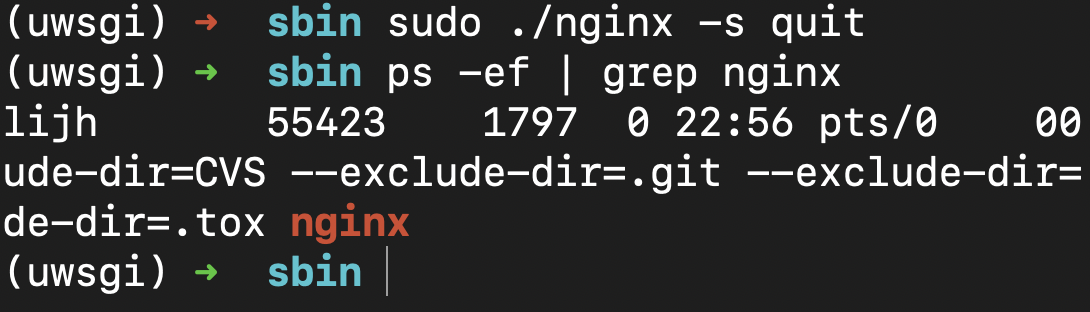 (uwsgi) ➜  sbin sudo ./nginx -s quit
(uwsgi) ➜  sbin ps -ef | grep nginx
lijh       55423    1797  0 22:56 pts/0    00
ude-dir=CVS --exclude-dir=.git --exclude-dir=
de-dir=.tox nginx
(uwsgi) ➜  sbin